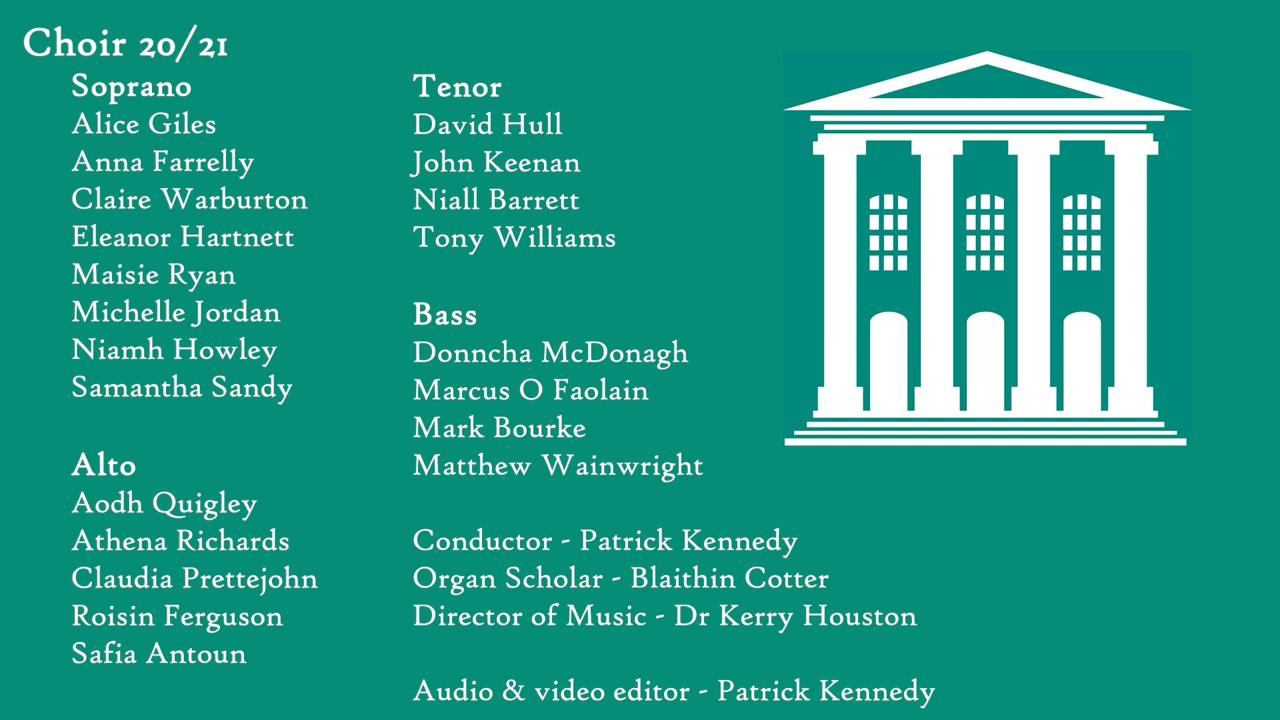 Choir 20/21
Soprano
Alice Giles
Anna Farrelly
Claire Warburton
Eleanor Hartnett
Maisie Ryan
Michelle Jordan
Niamh Howley
Samantha Sandy
Alto
Aodh Quigley
Athena Richards
Claudia Prettejohn
Roisin Ferguson
Safia Antoun
Tenor
David Hull
John Keenan
Niall Barrett
Tony Williams
Bass
Donncha McDonagh
Marcus O Faolain
Mark Bourke
Matthew Wainwright
Conductor - Patrick Kennedy
Organ Scholar - Blaithin Cotter
Director of Music - Dr Kerry Houston
Audio & video editor - Patrick Kennedy